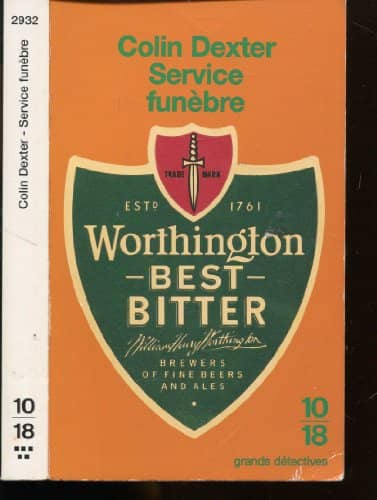 2932
Colin Dexter - Service funèbre
10
18
Colin Dexter
Service
funèbre
TRADE MARK
ESTD 1761
Worthington
BEST
BITTER
William Henry Worthington
BREWERS
OF FINE BEERS
AND ALES
10
18
grands détectives